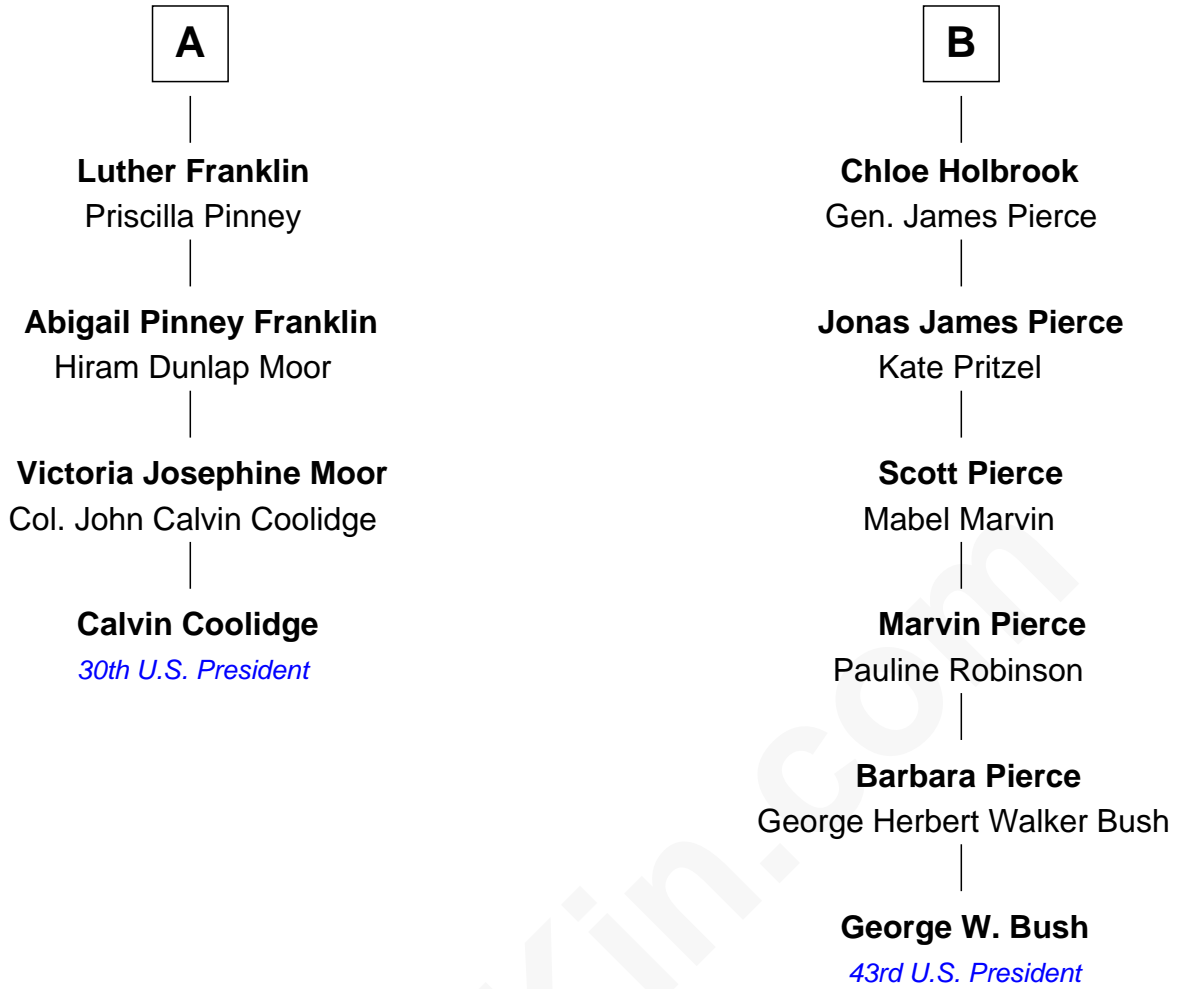 A
Luther Franklin
Priscilla Pinney
Abigail Pinney Franklin
Hiram Dunlap Moor
Victoria Josephine Moor
Col. John Calvin Coolidge
Calvin Coolidge
30th U.S. President
B
Chloe Holbrook
Gen. James Pierce
Jonas James Pierce
Kate Pritzel
Scott Pierce
Mabel Marvin
Marvin Pierce
Pauline Robinson
Barbara Pierce
George Herbert Walker Bush
George W. Bush
43rd U.S. President
Kin.com